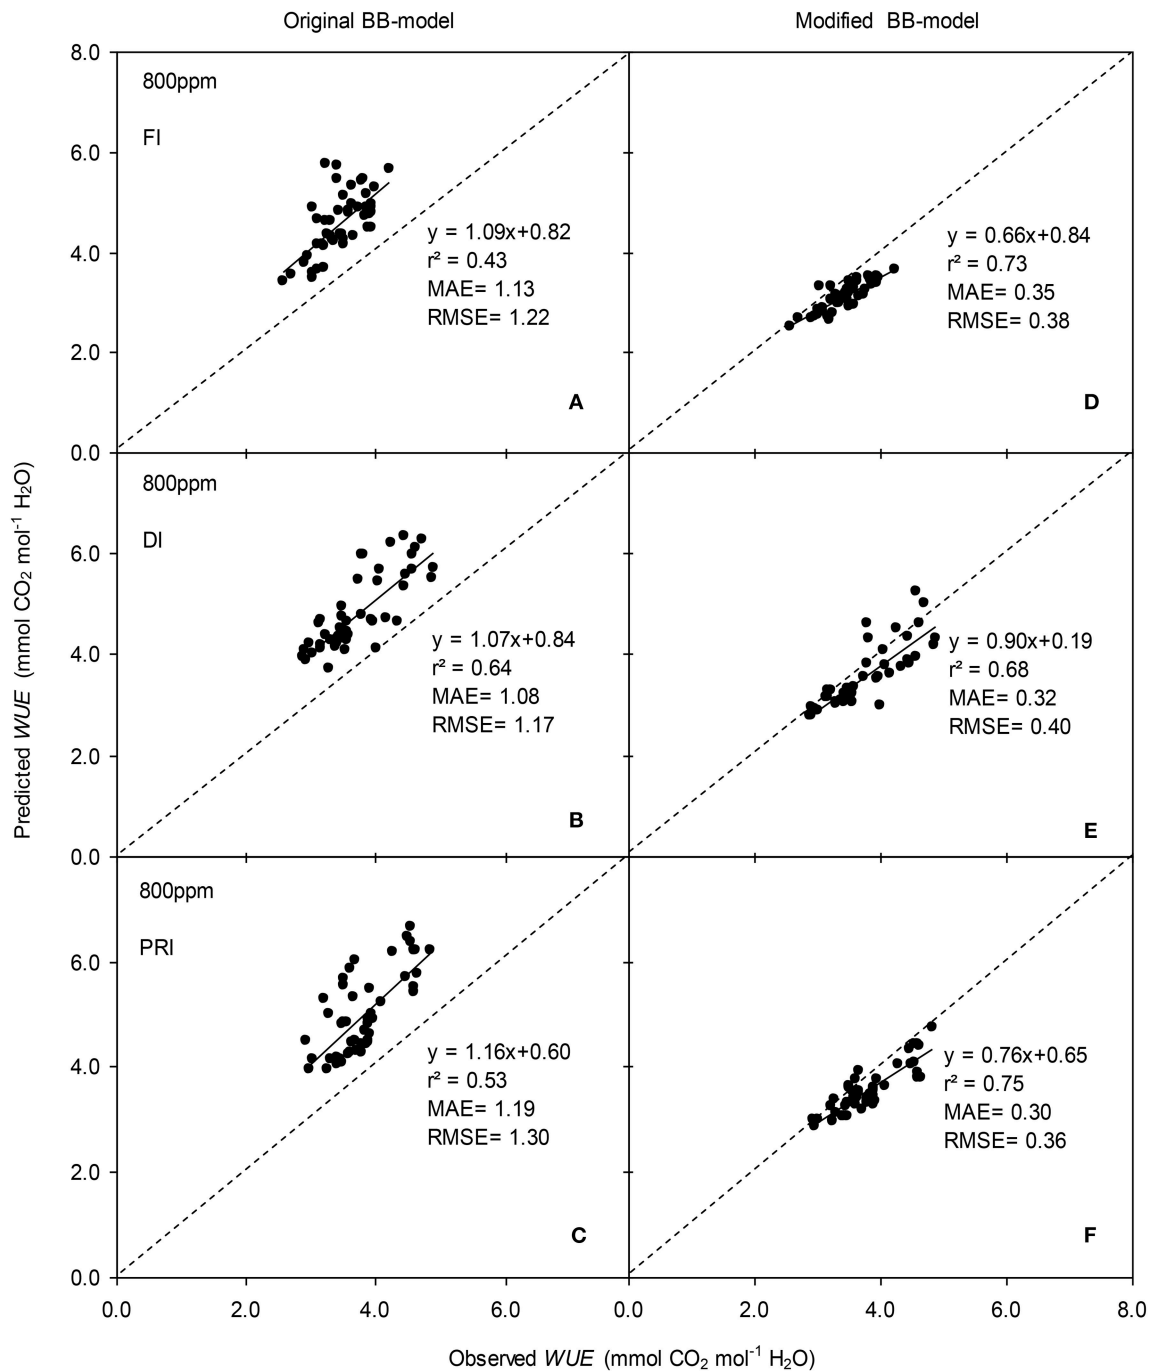 Original BB-model
Modified BB-model
8.0
800ppm
FI
6.0
y = 1.09x+0.82
r² = 0.43
MAE= 1.13
RMSE= 1.22
4.0
2.0
A
0.0
y = 0.66x+0.84
r² = 0.73
MAE= 0.35
RMSE= 0.38
D
800ppm
DI
6.0
y = 1.07x+0.84
r² = 0.64
MAE= 1.08
RMSE= 1.17
4.0
2.0
B
0.0
y = 0.90x+0.19
r² = 0.68
MAE= 0.32
RMSE= 0.40
E
800ppm
PRI
6.0
y = 1.16x+0.60
r² = 0.53
MAE= 1.19
RMSE= 1.30
4.0
2.0
C
0.0
y = 0.76x+0.65
r² = 0.75
MAE= 0.30
RMSE= 0.36
F
0.0 2.0 4.0 6.0 0.0 2.0 4.0 6.0 8.0
Predicted WUE (mmol CO₂ mol⁻¹ H₂O)
Observed WUE (mmol CO₂ mol⁻¹ H₂O)